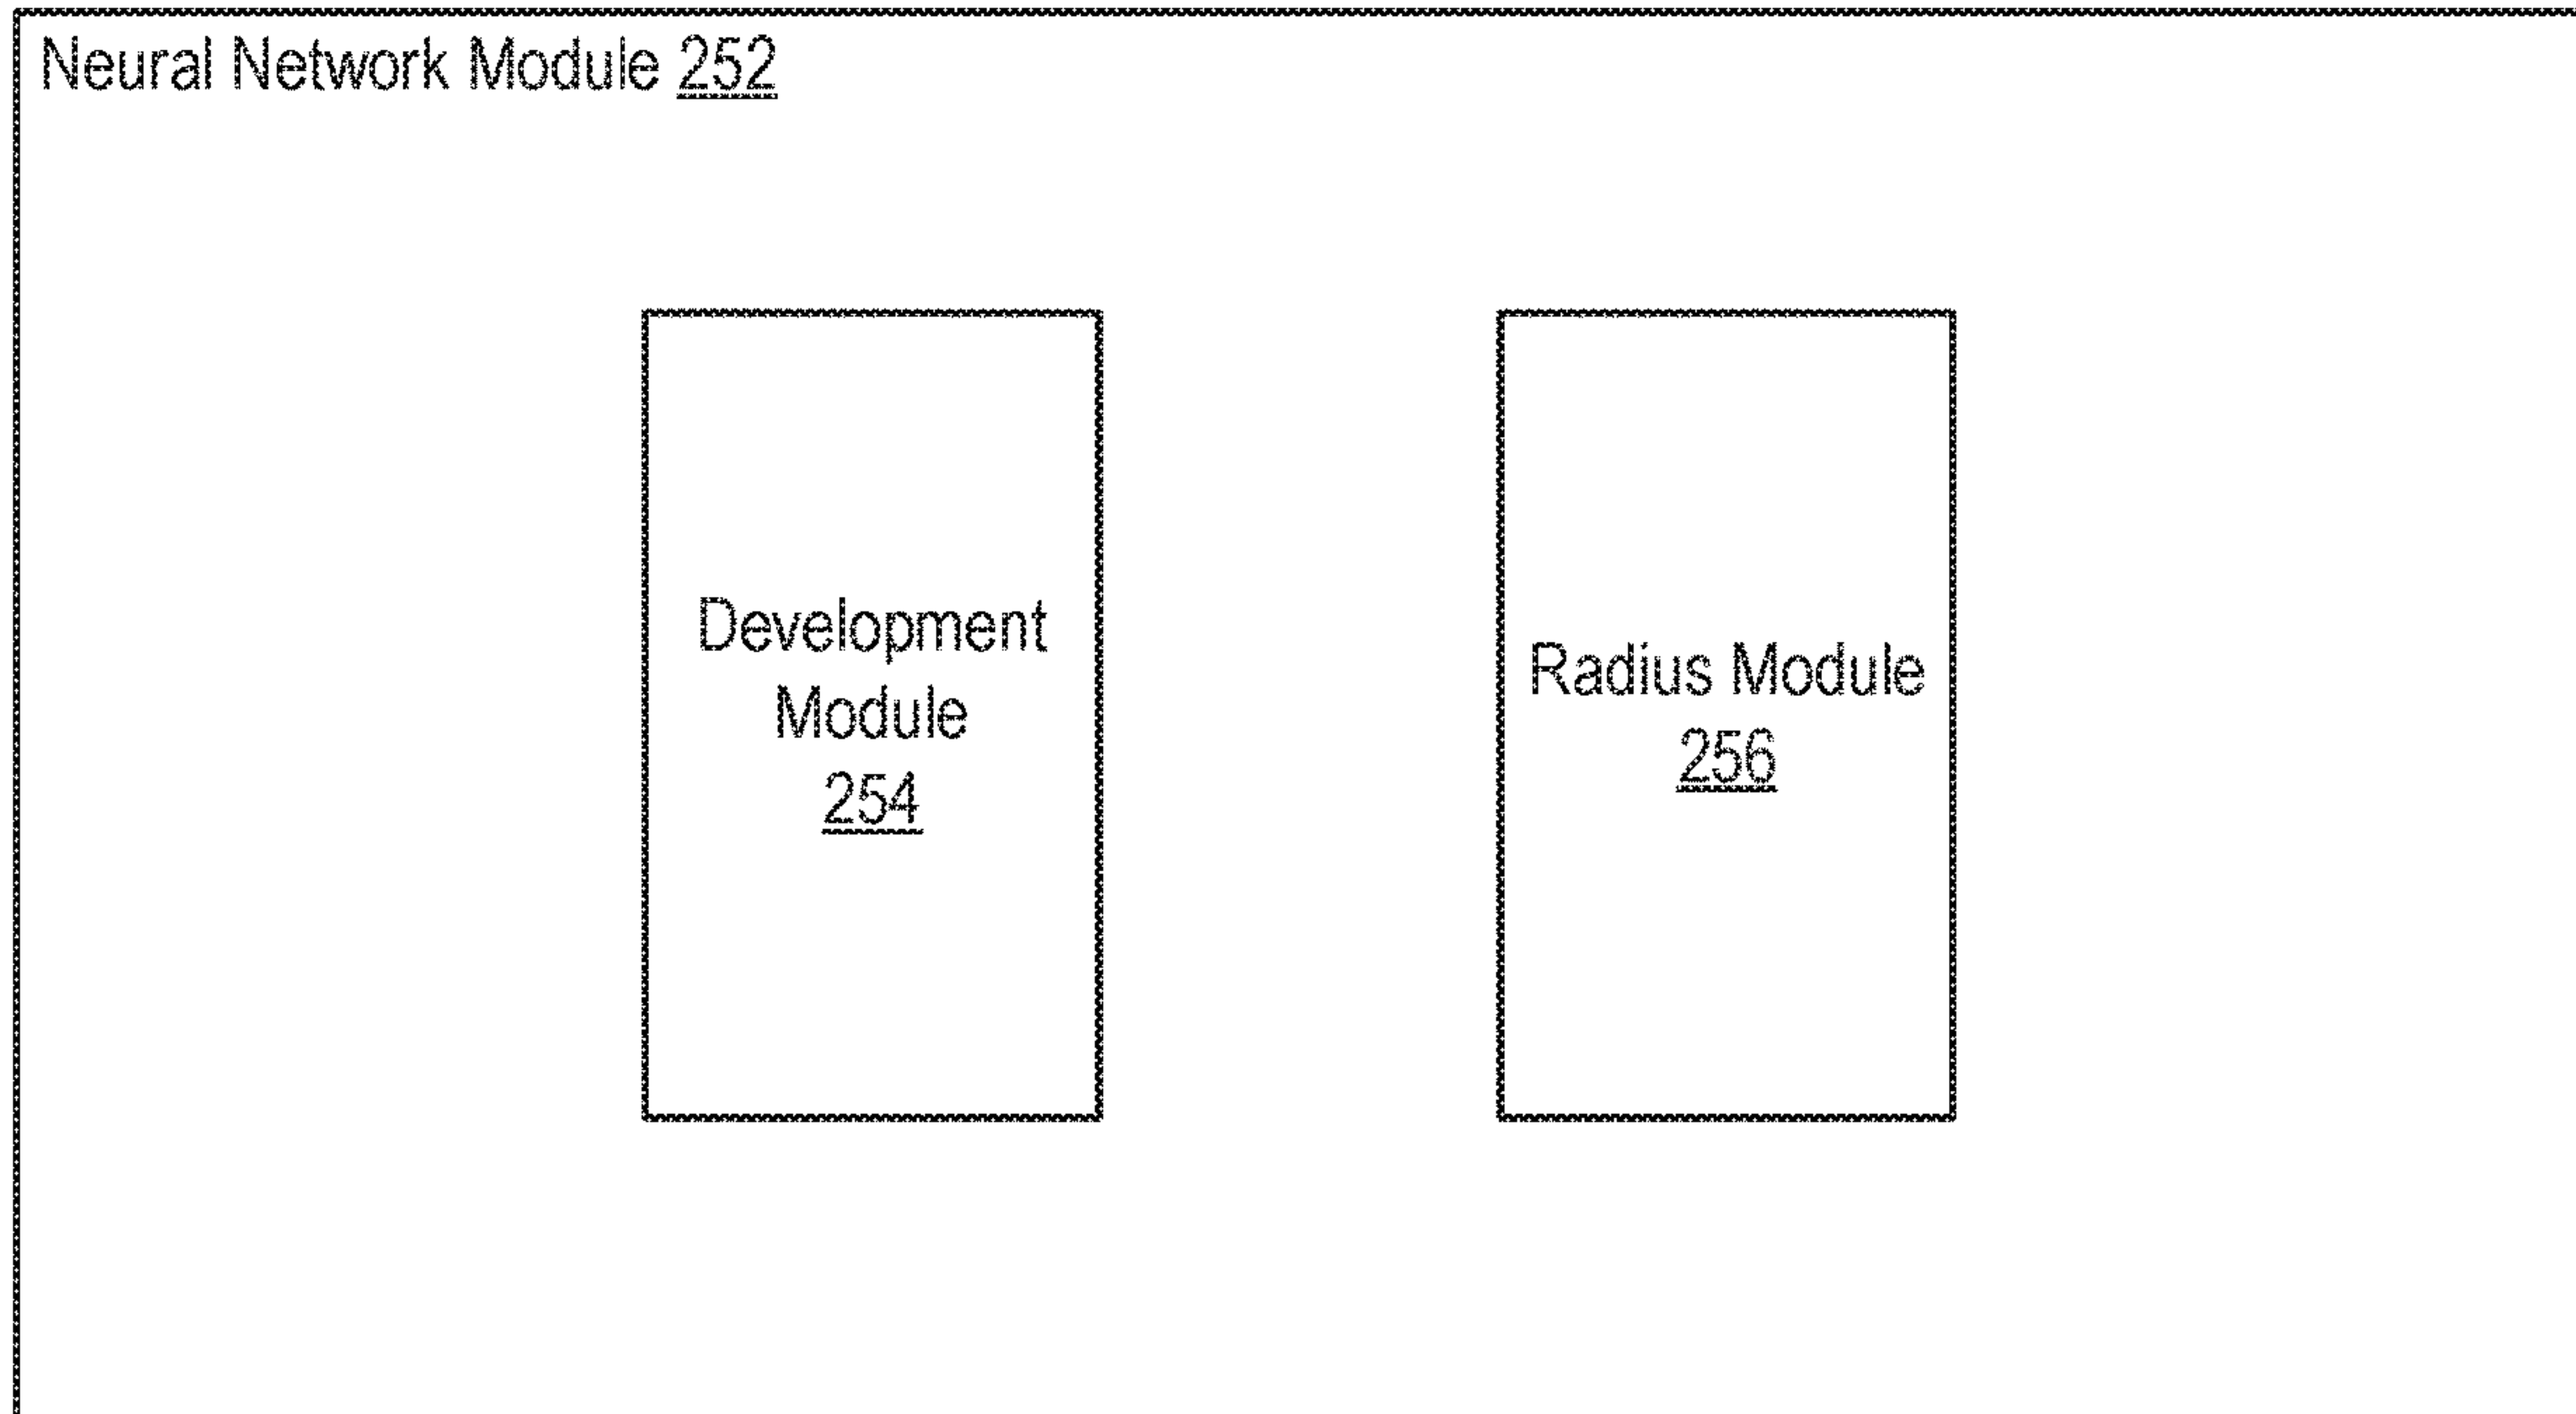 Neural Network Module 252
Development
Module
254
Radius Module
256